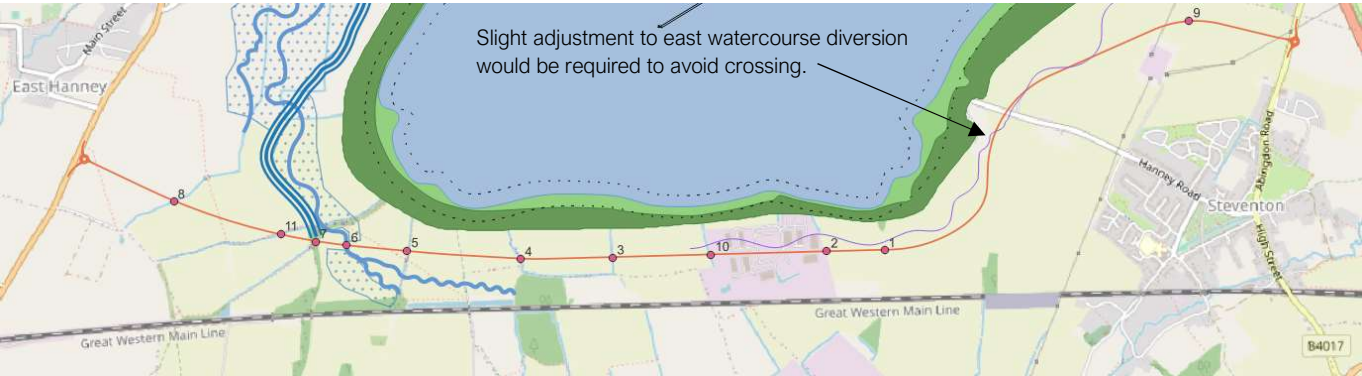 Slight adjustment to east watercourse diversion
would be required to avoid crossing.
Main Street
East Hanney
9
8
11
7
6
5
4
3
10
2
1
Hanney Road
Abingdon Road
Steventon
High Street
Great Western Main Line
Great Western Main Line
B4017